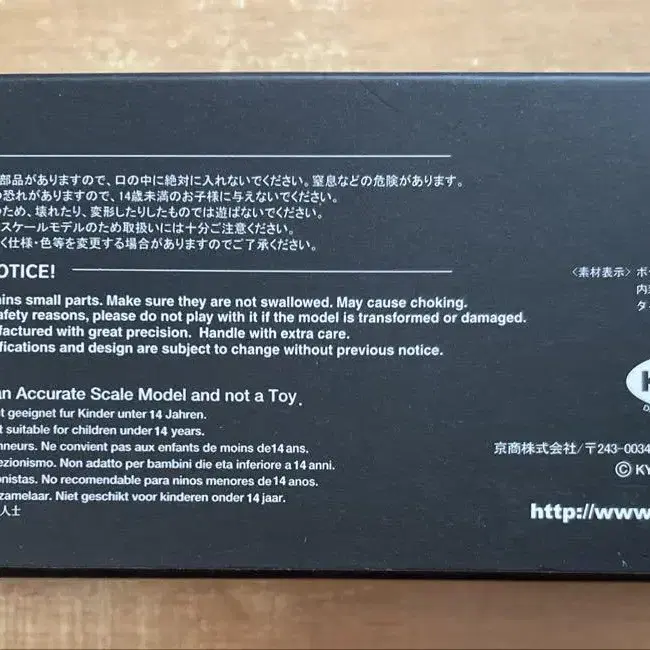 部品がありますので、口の中に絶対に入れないでください。窒息などの危険があります。
の恐れがありますので、14歳未満のお子様に与えないでください。
ため、壊れたり、変形したりしたものでは遊ばないでください。
スケールモデルのため取扱いには十分ご注意ください。
く仕様・色等を変更する場合がありますのでご了承ください。
OTICE!
ins small parts. Make sure they are not swallowed. May cause choking.
afety reasons, please do not play with it if the model is transformed or damaged.
factured with great precision. Handle with extra care.
ifications and design are subject to change without previous notice.
an Accurate Scale Model and not a Toy.
t geeignet fur Kinder unter 14 Jahren.
t suitable for children under 14 years.
nneurs. Ne convient pas aux enfants de moins de14 ans.
ezionismo. Non adatto per bambini die eta inferiore a 14 anni.
onistas. No recomendable para ninos menores de14 anos.
zamelaar. Niet geschikt voor kinderen onder 14 jaar.
人士
<素材表示> ボ
内
ダ
京商株式会社/〒243-0034
© KY
http://www.